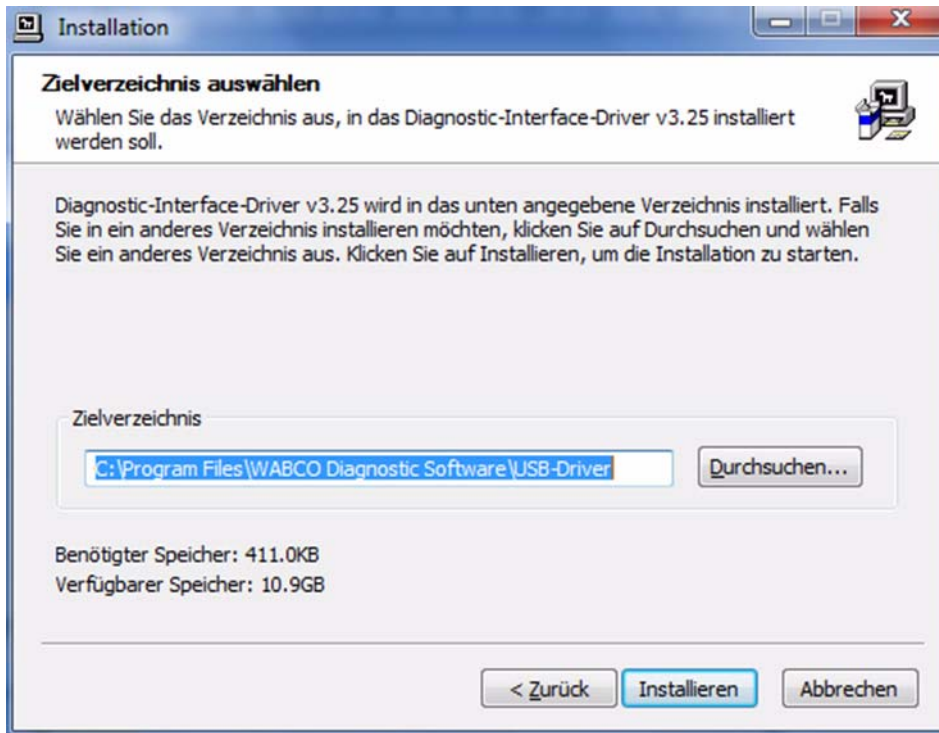 Installation
Zielverzeichnis auswählen
Wählen Sie das Verzeichnis aus, in das Diagnostic-Interface-Driver v3.25 installiert
werden soll.
Diagnostic-Interface-Driver v3.25 wird in das unten angegebene Verzeichnis installiert. Falls
Sie in ein anderes Verzeichnis installieren möchten, klicken Sie auf Durchsuchen und wählen
Sie ein anderes Verzeichnis aus. Klicken Sie auf Installieren, um die Installation zu starten.
Zielverzeichnis
C:\Program Files\WABCO Diagnostic Software\USB-Driver
Durchsuchen...
Benötigter Speicher: 411.0KB
Verfügbarer Speicher: 10.9GB
< Zurück
Installieren
Abbrechen